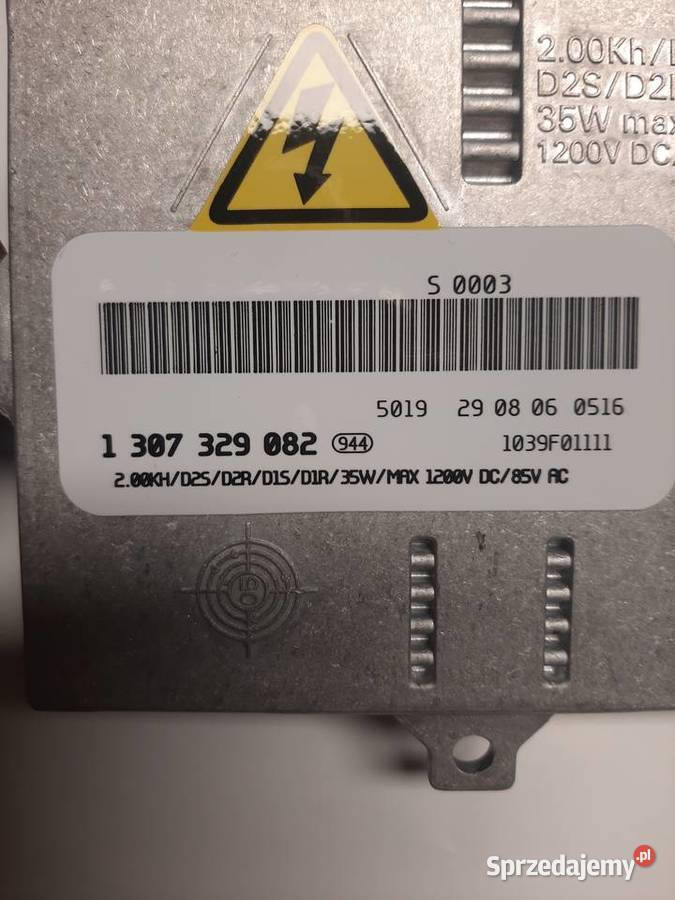 2.00Kh/
D2S/D2
35W max
1200V DC
S 0003
5019 29 08 06 0516
1 307 329 082 944 1039F01111
2.00KH/D2S/D2R/D1S/D1R/35W/MAX 1200V DC/85V AC
Sprzedajemy.pl